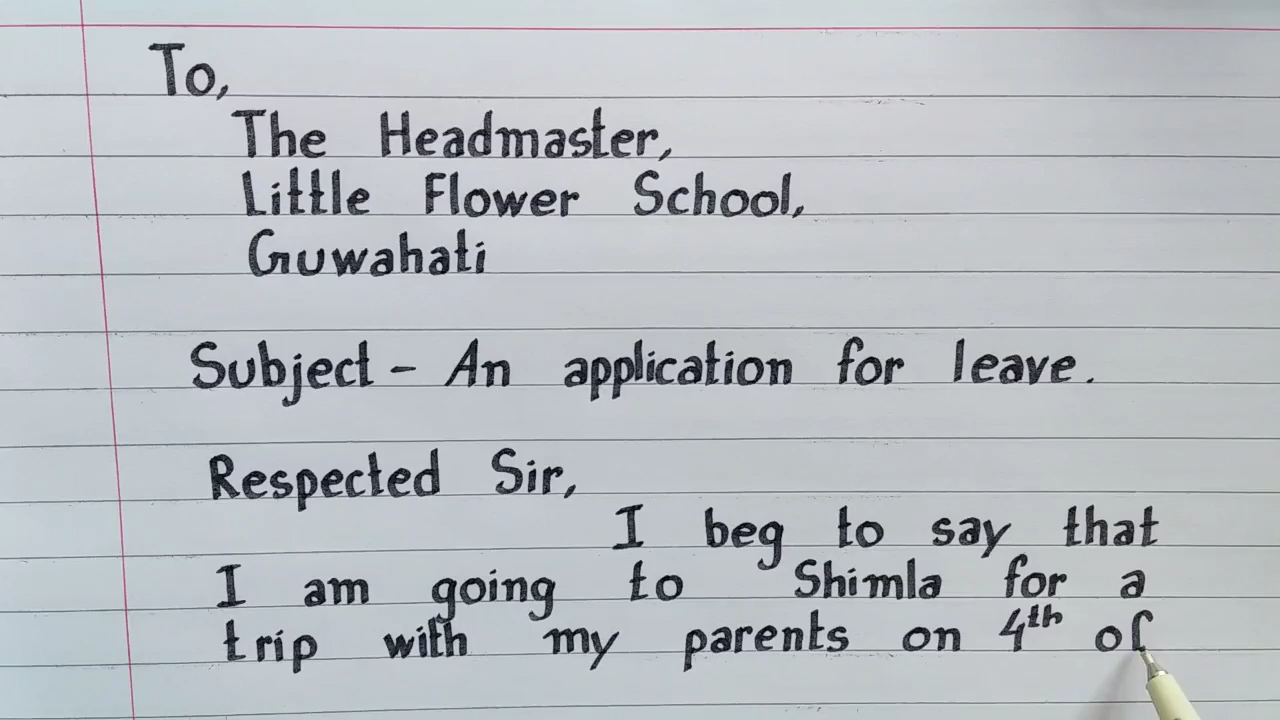 To,
The Headmaster,
Little Flower School,
Guwahati
Subject - An application for leave.
Respected Sir,
I beg to say that
I am going to Shimla for a
trip with my parents on 4th of